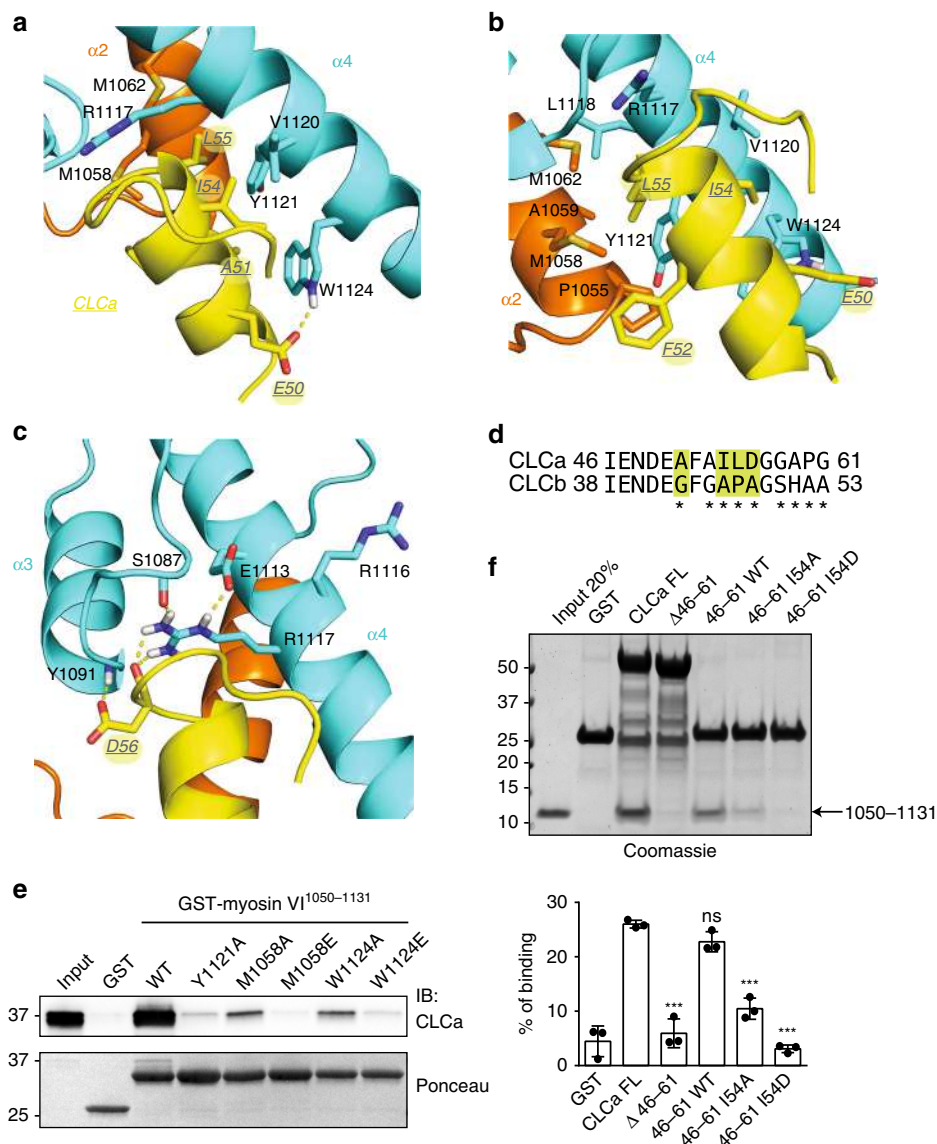 a
α2
α4
M1062
R1117
V1120
L55
M1058
I54
Y1121
A51
CLCa
W1124
E50
b
α4
L1118
R1117
V1120
M1062
L55
I54
A1059
W1124
Y1121
M1058
α2
P1055
E50
F52
c
S1087
E1113
α3
R1116
R1117
α4
Y1091
D56
d
CLCa 46 IENDEAFAILDGGAPG 61
CLCb 38 IENDEGFGAPAGSHAA 53
* **** ****
e
GST-myosin VI1050–1131
Input
GST
WT
Y1121A
M1058A
M1058E
W1124A
W1124E
37
IB:
CLCa
37
25
Ponceau
f
Input 20%
GST
CLCa FL
Δ46–61
46–61 WT
46–61 I54A
46–61 I54D
50
37
25
20
15
10
1050–1131
Coomassie
% of binding
30
20
10
0
ns
***
***
***
GST
CLCa FL
Δ 46–61
46–61 WT
46–61 I54A
46–61 I54D